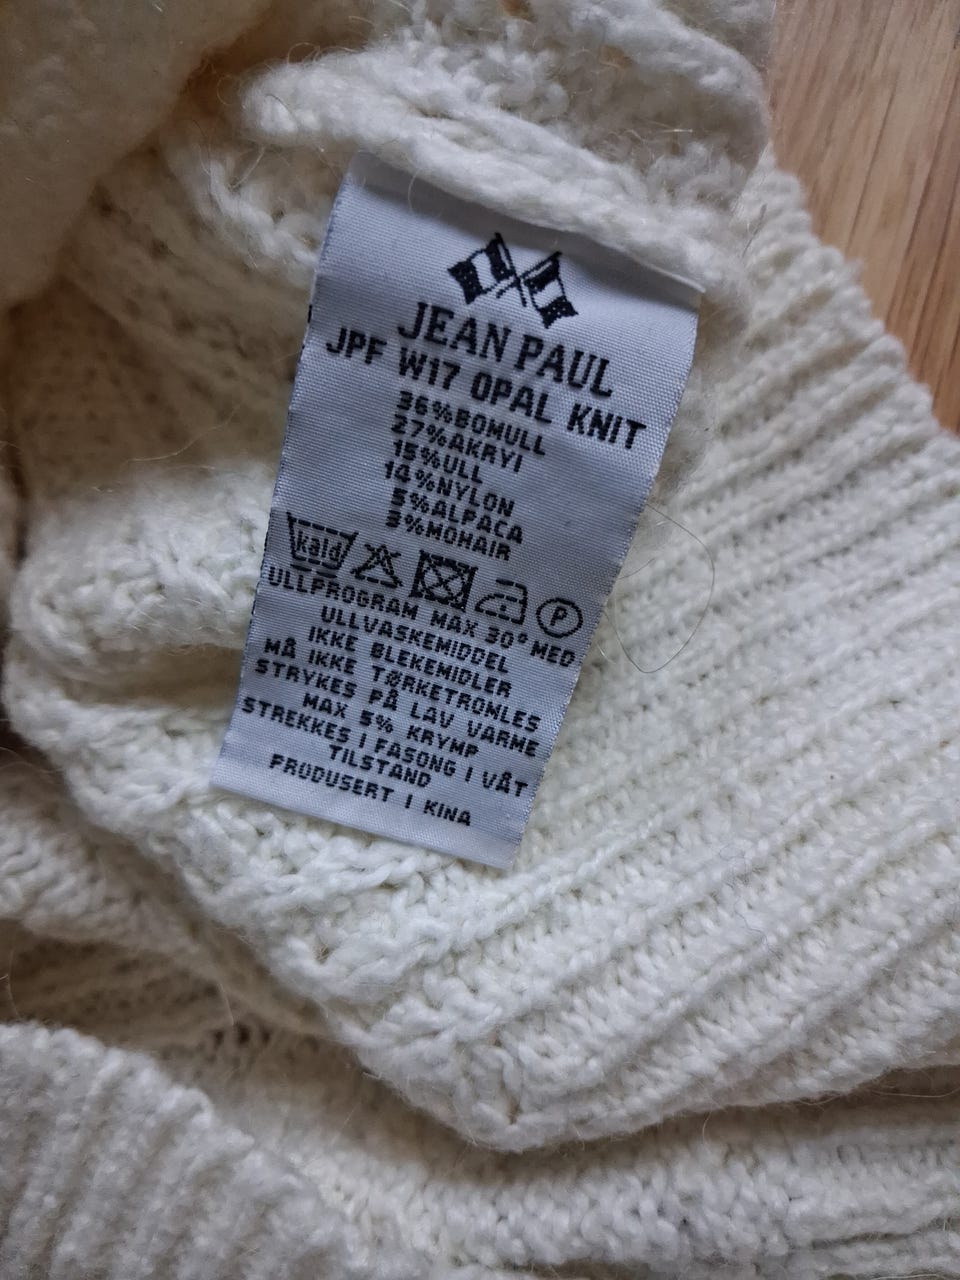 JEAN PAUL
JPF W17 OPAL KNIT
36%BOMULL
27%AKRYl
15%ULL
14%NYLON
5%ALPACA
3%MOHAIR
kald P
ULLPROGRAM MAX 30° MED
ULLVASKEMIDDEL
IKKE BLEKEMIDLER
MÅ IKKE TØRKETROMLES
STRYKES PÅ LAV VARME
MAX 5% KRYMP
STREKKES I FASONG I VÅT
TILSTAND
PRODUSERT I KINA